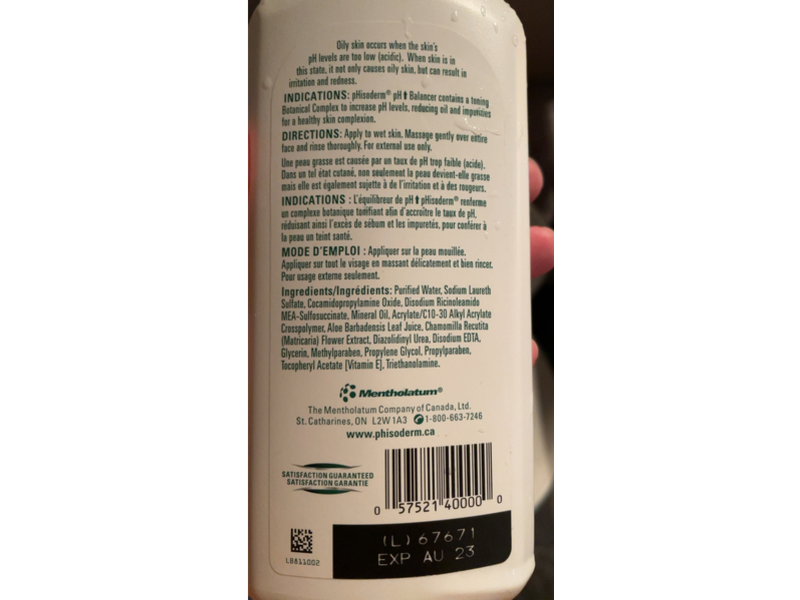 Oily skin occurs when the skin's
pH levels are too low (acidic). When skin is in
this state, it not only causes oily skin, but can result in
irritation and redness.
INDICATIONS: pHisoderm® pH⬆Balancer contains a toning
Botanical Complex to increase pH levels, reducing oil and impurities
for a healthy skin complexion.
DIRECTIONS: Apply to wet skin. Massage gently over entire
face and rinse thoroughly. For external use only.
Une peau grasse est causée par un taux de pH trop faible (acide).
Dans un tel état cutané, non seulement la peau devient-elle grasse
mais elle est également sujette à de l'irritation et à des rougeurs.
INDICATIONS : L'équilibreur de pH⬆pHisoderm® renferme
un complexe botanique tonifiant afin d'accroître le taux de pH,
réduisant ainsi l'excès de sébum et les impuretés, pour conférer à
la peau un teint santé.
MODE D'EMPLOI : Appliquer sur la peau mouillée.
Appliquer sur tout le visage en massant délicatement et bien rincer.
Pour usage externe seulement.
Ingredients/Ingrédients: Purified Water, Sodium Laureth
Sulfate, Cocamidopropylamine Oxide, Disodium Ricinoleamido
MEA-Sulfosuccinate, Mineral Oil, Acrylate/C10-30 Alkyl Acrylate
Crosspolymer, Aloe Barbadensis Leaf Juice, Chamomilla Recutita
(Matricaria) Flower Extract, Diazolidinyl Urea, Disodium EDTA,
Glycerin, Methylparaben, Propylene Glycol, Propylparaben,
Tocopheryl Acetate [Vitamin E], Triethanolamine.
Mentholatum®
The Mentholatum Company of Canada, Ltd.
St. Catharines, ON L2W 1A3 1-800-663-7246
www.phisoderm.ca
SATISFACTION GUARANTEED
SATISFACTION GARANTIE
0 57521 40000 0
L8811002
(L) 67671
EXP AU 23